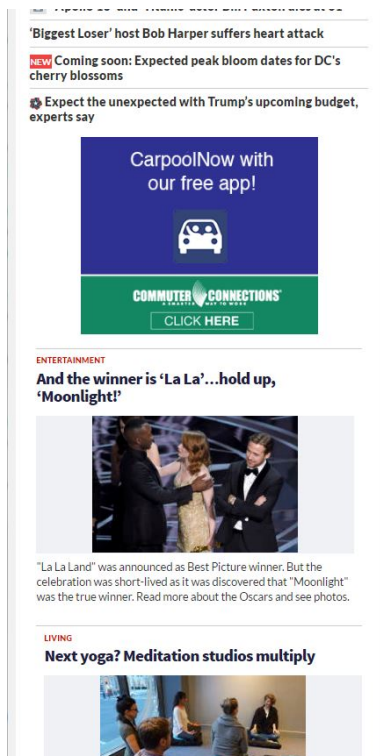 'Biggest Loser' host Bob Harper suffers heart attack
NEW Coming soon: Expected peak bloom dates for DC's
cherry blossoms
Expect the unexpected with Trump's upcoming budget,
experts say
CarpoolNow with
our free app!
COMMUTER CONNECTIONS
A SMARTER WAY TO WORK
CLICK HERE
ENTERTAINMENT
And the winner is 'La La'...hold up,
'Moonlight!'
"La La Land" was announced as Best Picture winner. But the
celebration was short-lived as it was discovered that "Moonlight"
was the true winner. Read more about the Oscars and see photos.
LIVING
Next yoga? Meditation studios multiply